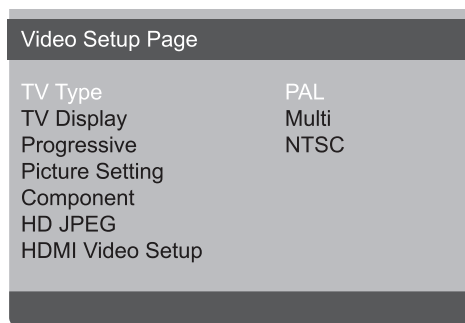 Video Setup Page
TV Type PAL
TV Display Multi
Progressive NTSC
Picture Setting
Component
HD JPEG
HDMI Video Setup